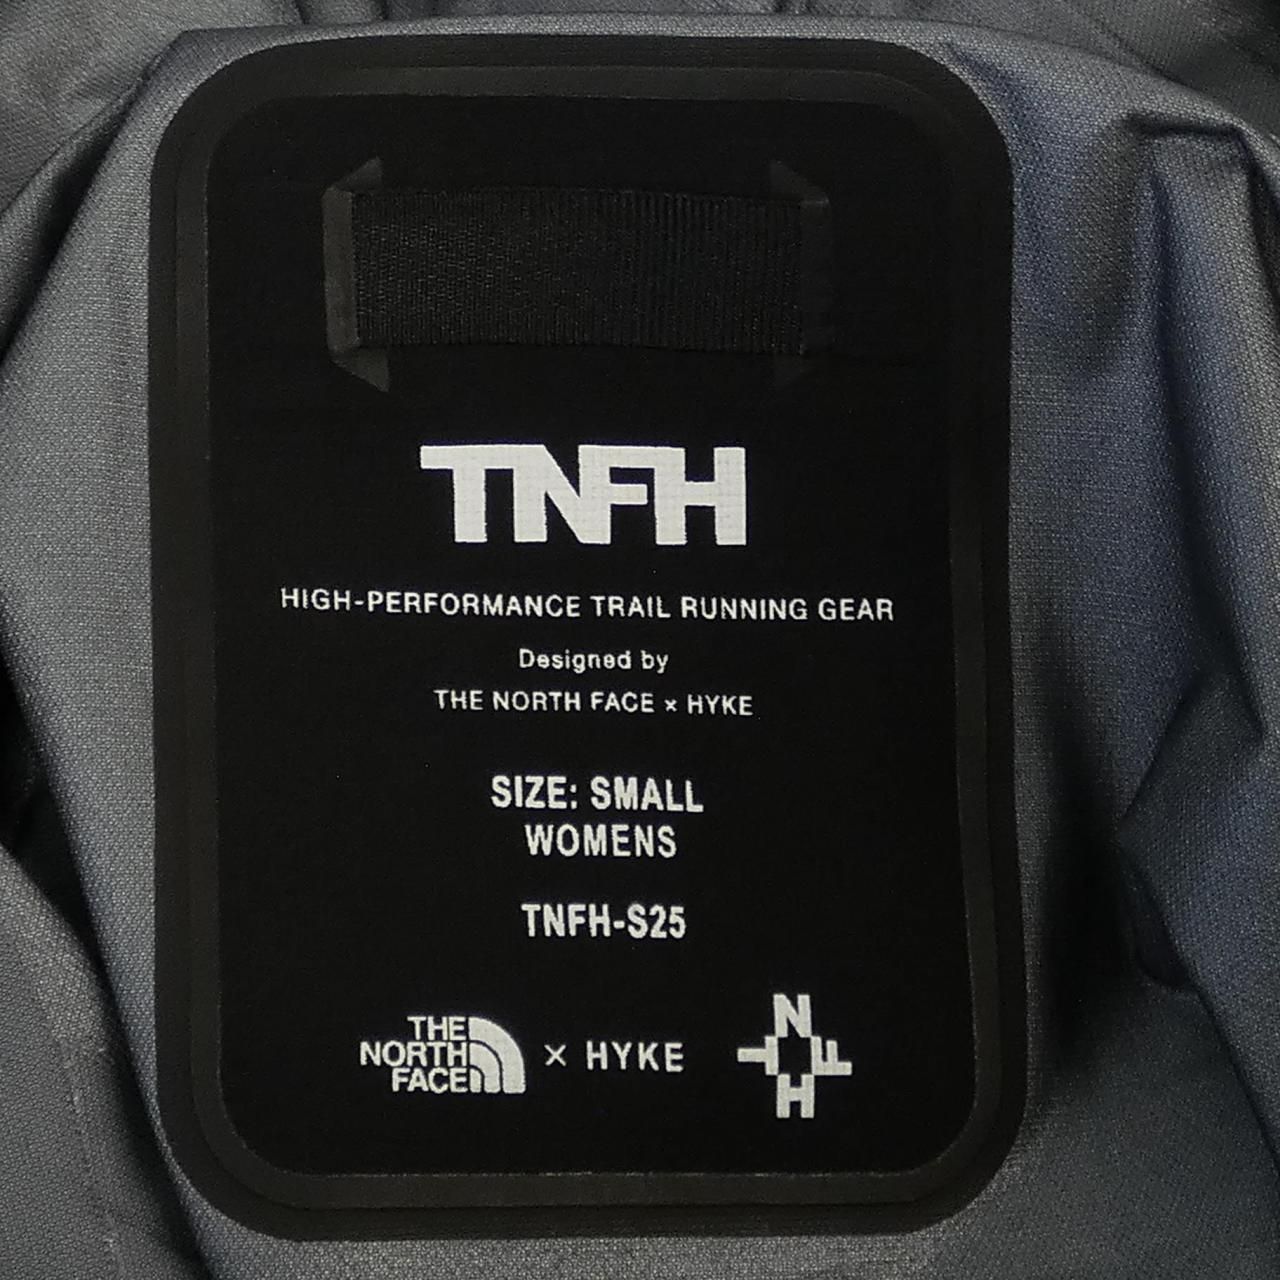 TNFH
HIGH-PERFORMANCE TRAIL RUNNING GEAR
Designed by
THE NORTH FACE × HYKE
SIZE: SMALL
WOMENS
TNFH-S25
THE
NORTH
FACE
× HYKE
N
T F
H